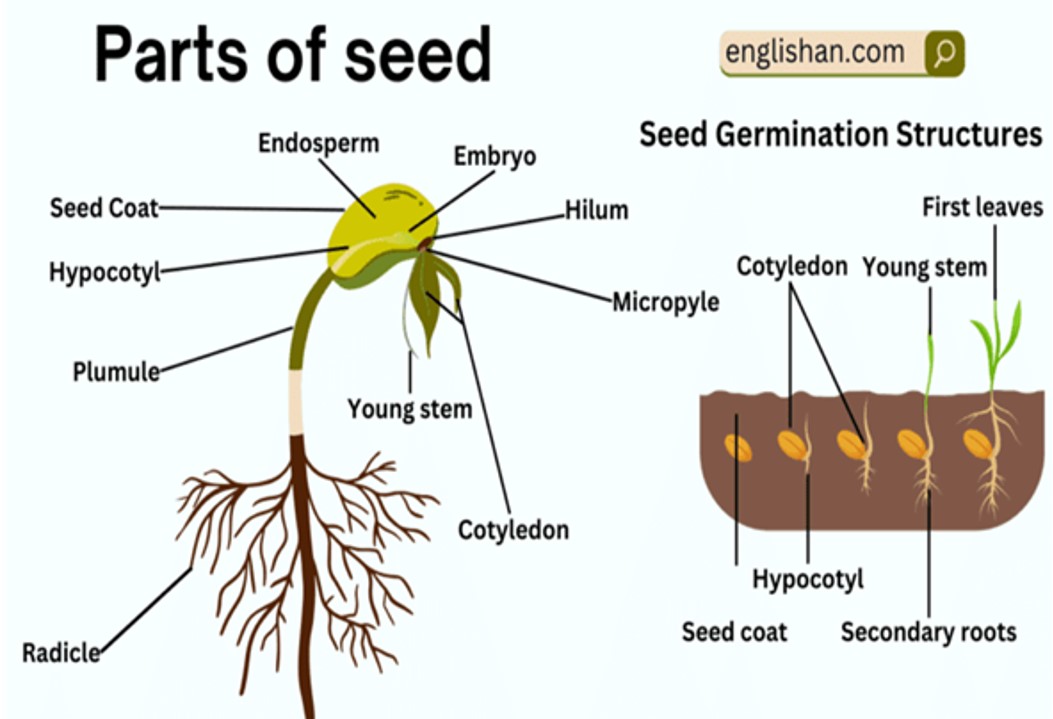 Parts of seed
englishan.com
Endosperm
Embryo
Seed Coat
Hilum
Hypocotyl
Micropyle
Plumule
Young stem
Cotyledon
Radicle
Seed Germination Structures
First leaves
Cotyledon
Young stem
Hypocotyl
Seed coat
Secondary roots